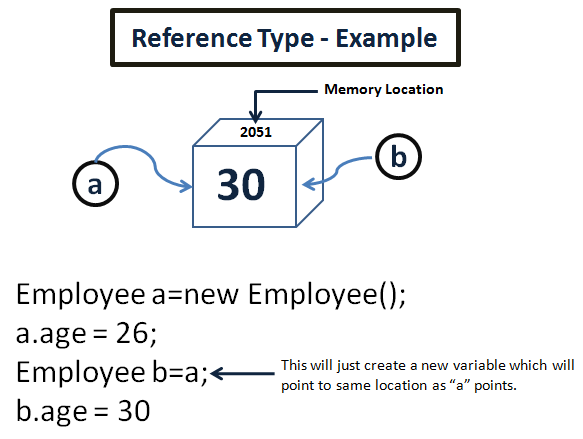 Reference Type - Example
Memory Location
2051
a
30
b
Employee a=new Employee();
a.age = 26;
Employee b=a;
This will just create a new variable which will
point to same location as “a” points.
b.age = 30